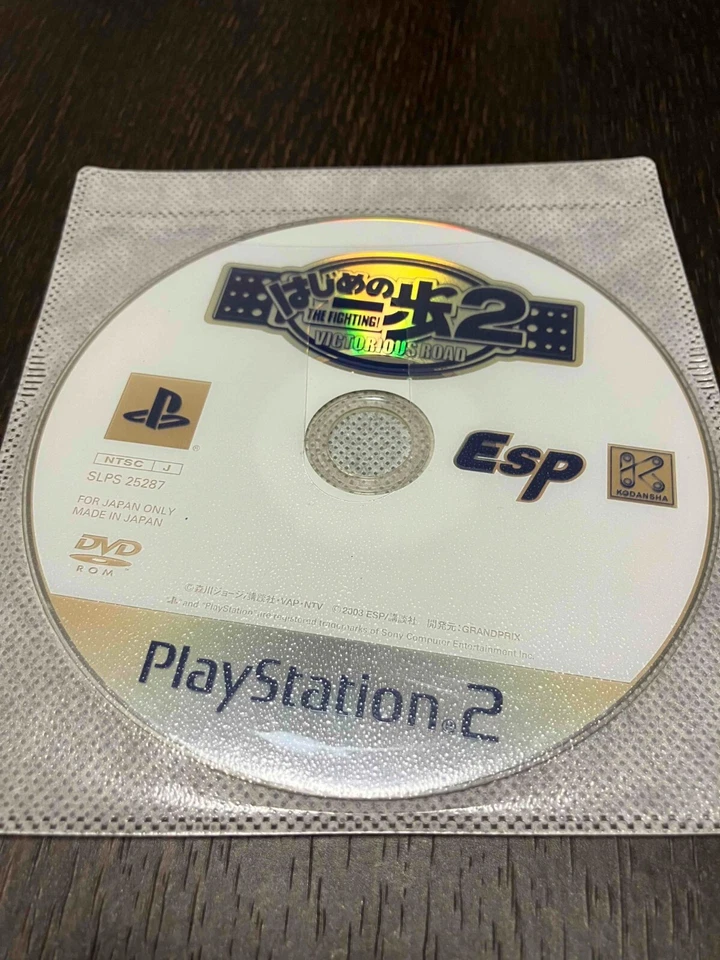 はじめの一歩2
THE FIGHTING!
VICTORIOUS ROAD
®
NTSC J
SLPS 25287
FOR JAPAN ONLY
MADE IN JAPAN
DVD
ROM
Esp
KODANSHA
© 森川ジョージ/講談社・VAP・NTV © 2003 ESP/講談社 開発元:GRANDPRIX
and "PlayStation" are registered trademarks of Sony Computer Entertainment Inc.
PlayStation®2